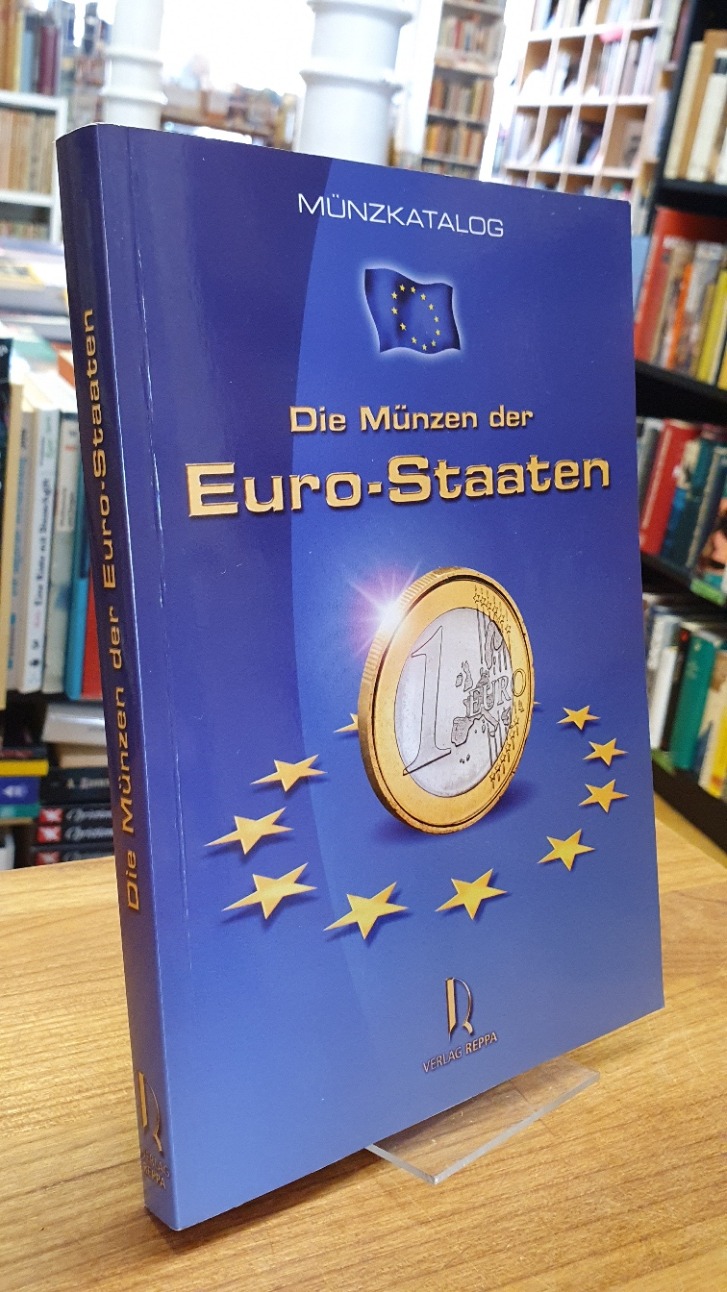 MÜNZKATALOG
Die Münzen der
Euro-Staaten
1
EURO
VERLAG REPPA
Die Münzen der Euro-Staaten
VERLAG
REPPA